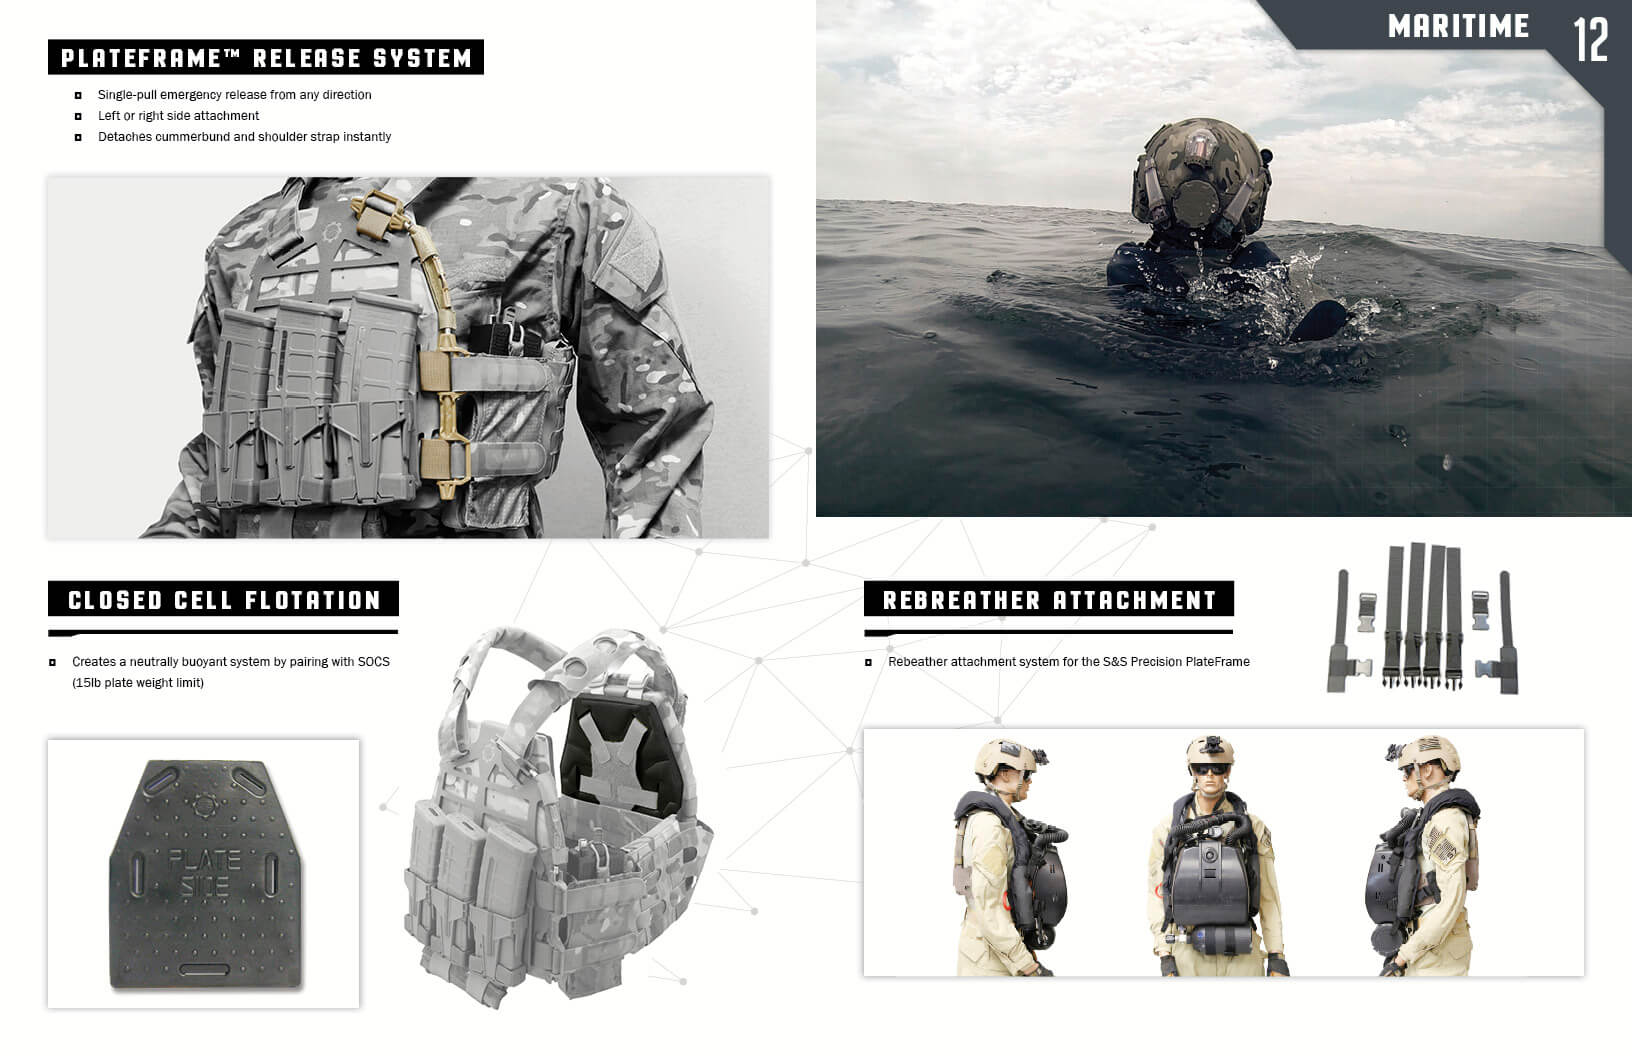 PLATEFRAME™ RELEASE SYSTEM
Single-pull emergency release from any direction
Left or right side attachment
Detaches cummerbund and shoulder strap instantly
MARITIME
12
CLOSED CELL FLOTATION
Creates a neutrally buoyant system by pairing with SOCS
(15lb plate weight limit)
PLATE
SIDE
REBREATHER ATTACHMENT
Rebeather attachment system for the S&S Precision PlateFrame